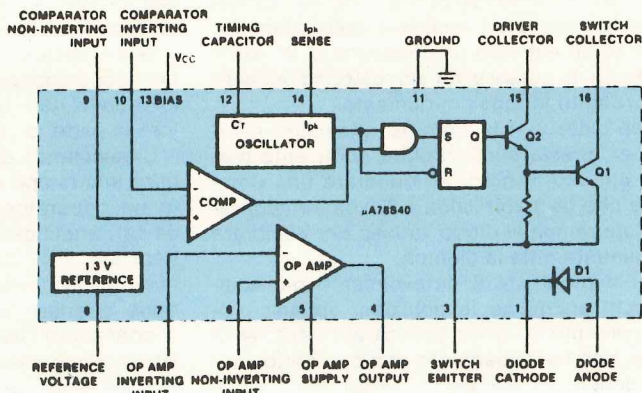 COMPARATOR NON-INVERTING INPUT
COMPARATOR INVERTING INPUT
VCC
TIMING CAPACITOR
Ipk SENSE
GROUND
DRIVER COLLECTOR
SWITCH COLLECTOR
9
10
13 BIAS
12
14
11
15
16
CT
Ipk
OSCILLATOR
S
Q
R
Q2
Q1
-
COMP
+
µA78S40
1 3 V REFERENCE
-
OP AMP
+
D1
8
7
6
5
4
3
1
2
REFERENCE VOLTAGE
OP AMP INVERTING INPUT
OP AMP NON-INVERTING INPUT
OP AMP SUPPLY
OP AMP OUTPUT
SWITCH EMITTER
DIODE CATHODE
DIODE ANODE